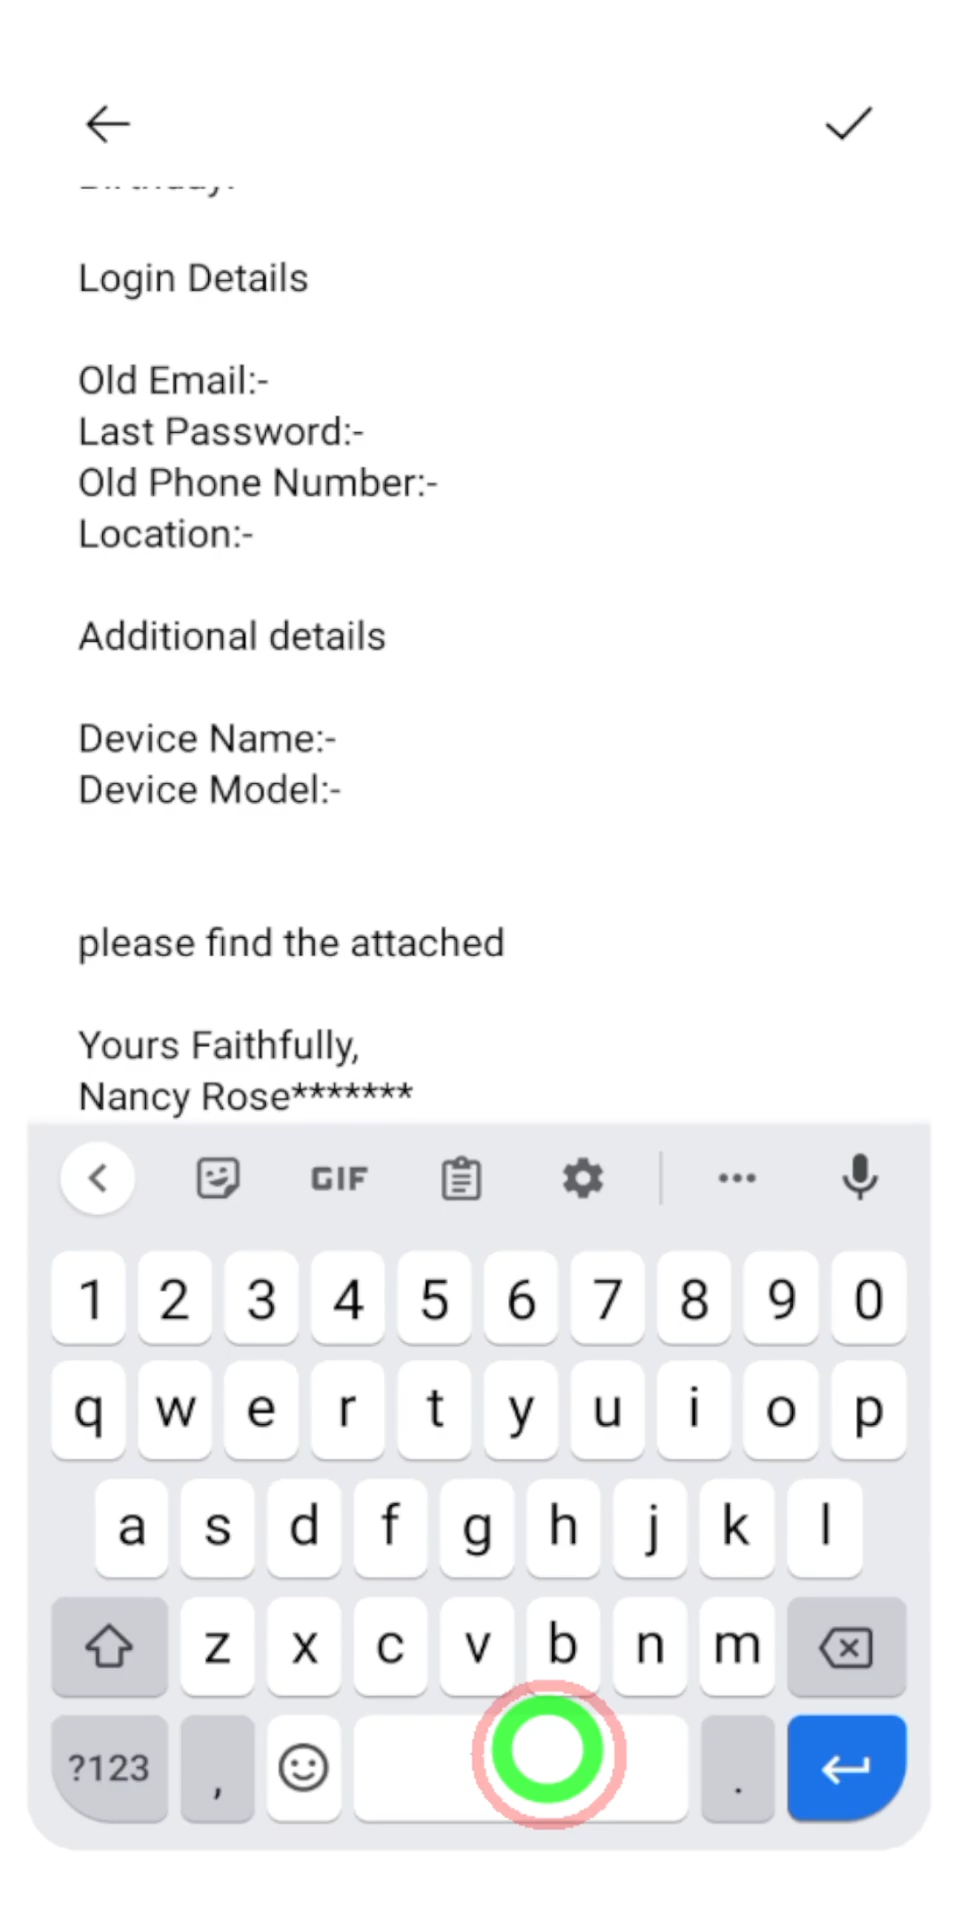 Login Details
Old Email:-
Last Password:-
Old Phone Number:-
Location:-
Additional details
Device Name:-
Device Model:-
please find the attached
Yours Faithfully,
Nancy Rose*******
GIF
1 2 3 4 5 6 7 8 9 0
q w e r t y u i o p
a s d f g h j k l
z x c v b n m
?123 , .